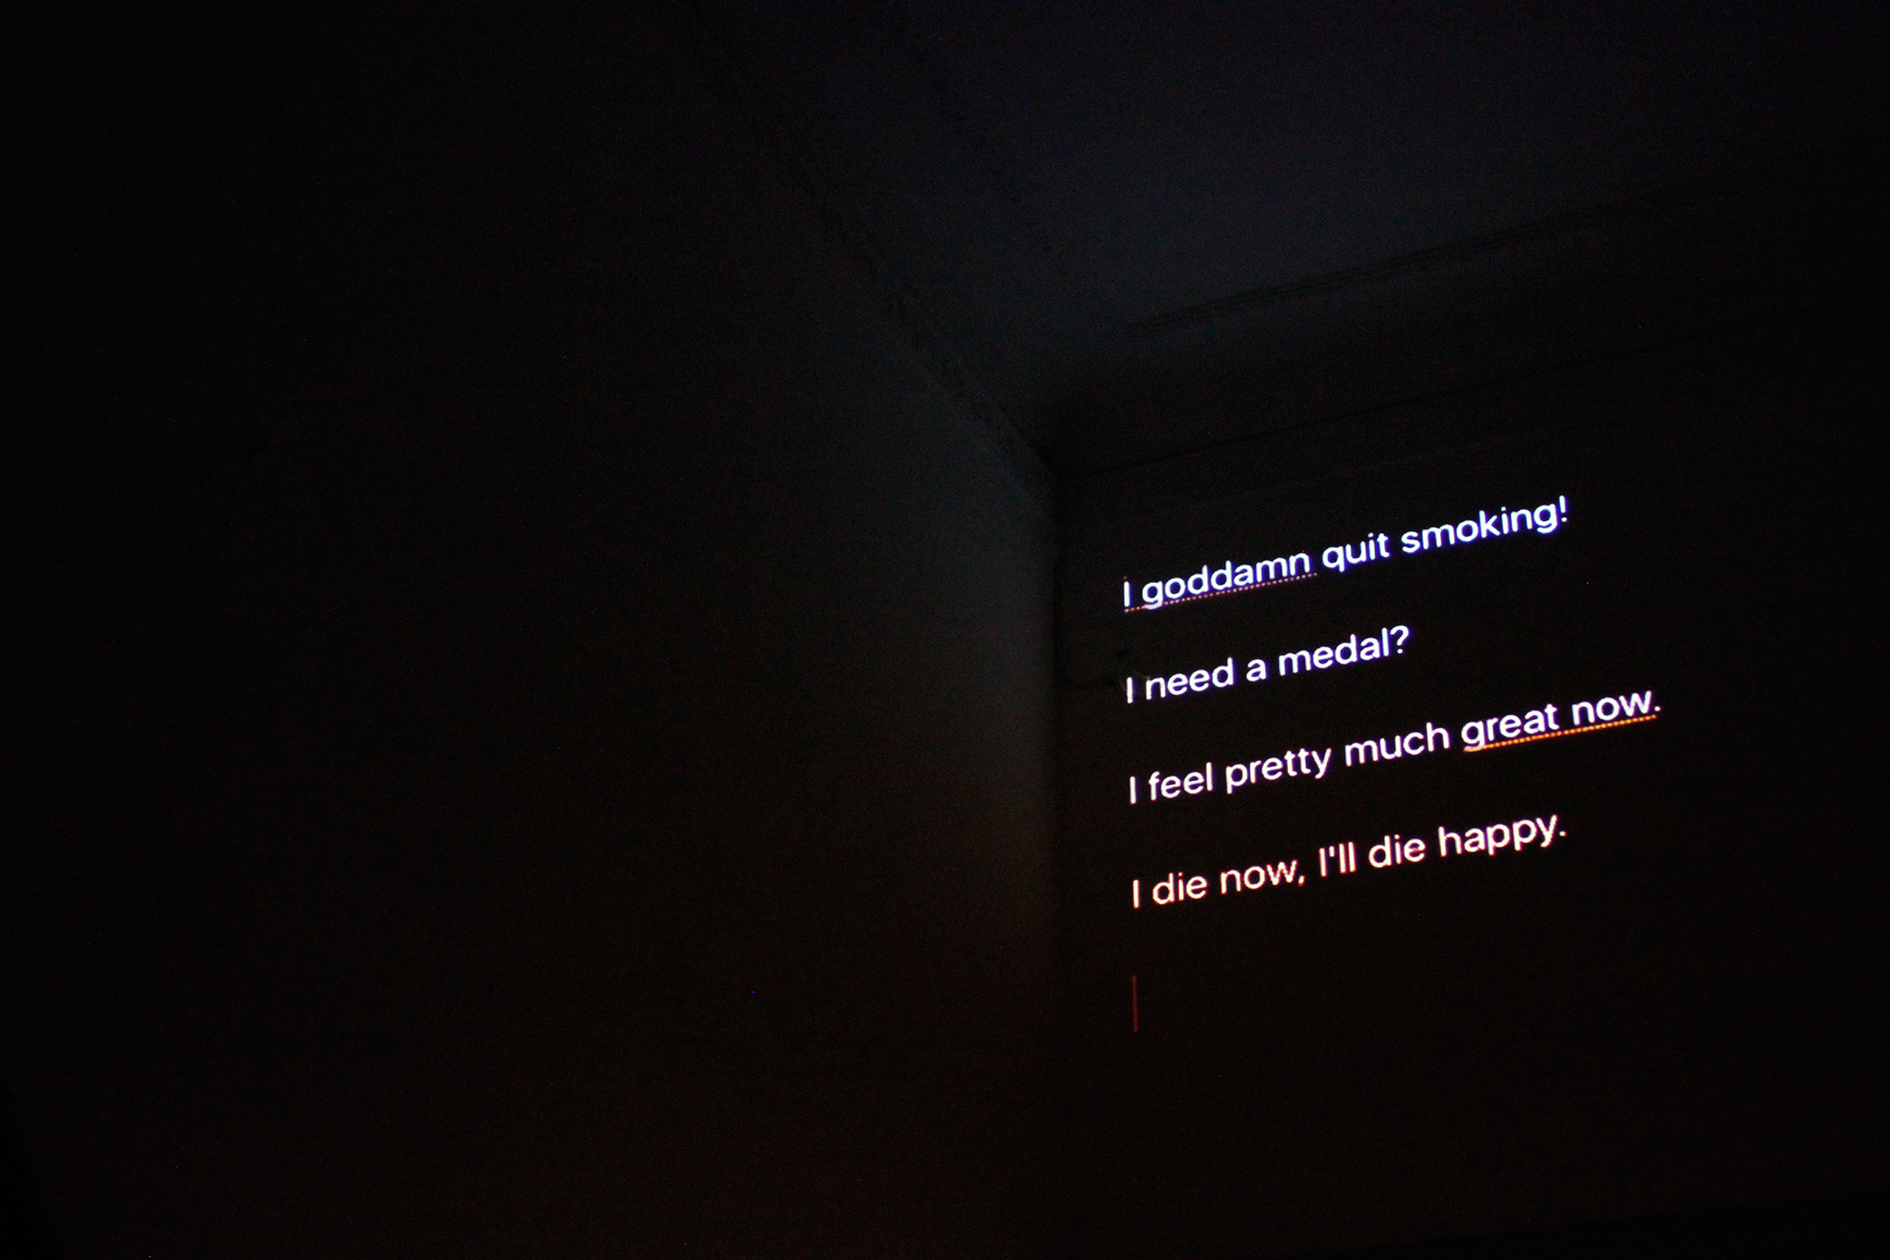 I goddamn quit smoking!
I need a medal?
I feel pretty much great now.
I die now, I'll die happy.